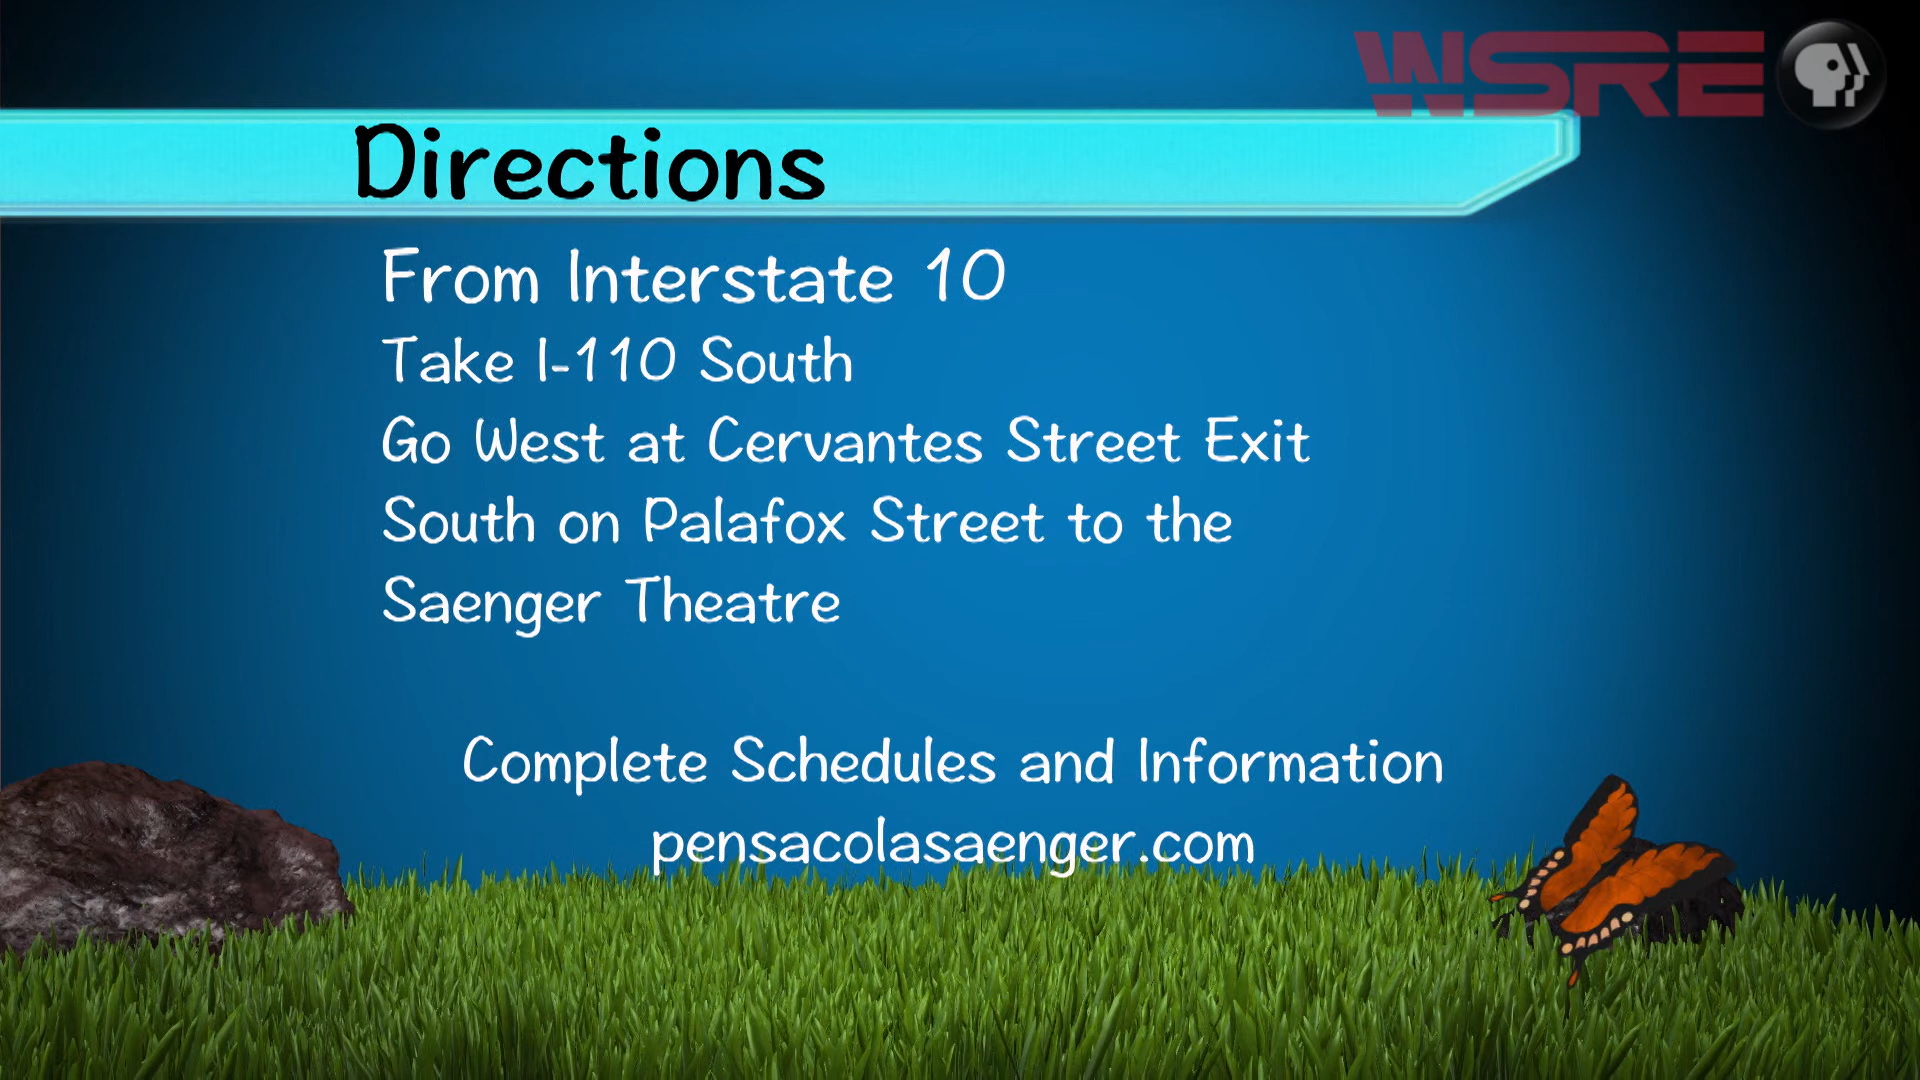 WSRE
Directions
From Interstate 10
Take I-110 South
Go West at Cervantes Street Exit
South on Palafox Street to the
Saenger Theatre
Complete Schedules and Information
pensacolasaenger.com